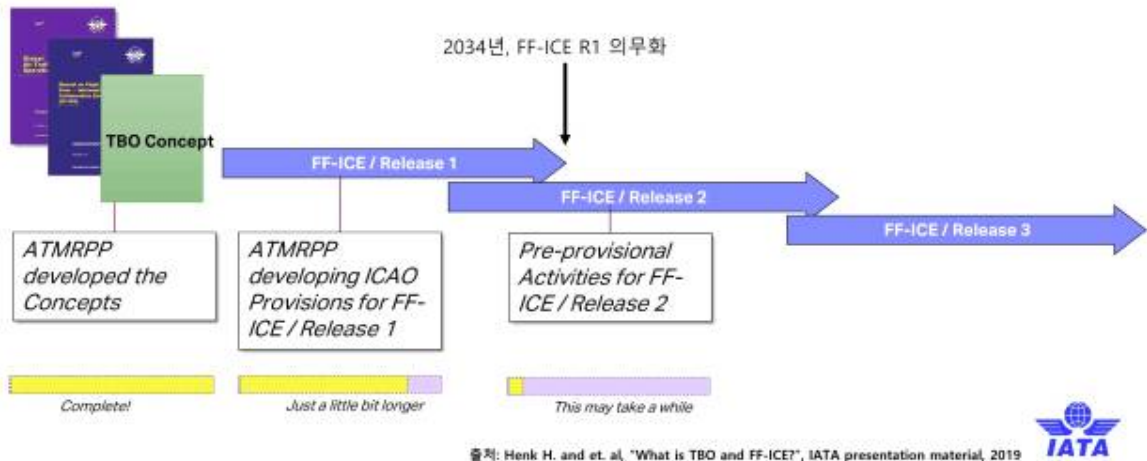 2034년, FF-ICE R1 의무화
TBO Concept
FF-ICE / Release 1
FF-ICE / Release 2
FF-ICE / Release 3
ATMRPP
developed the
Concepts
ATMRPP
developing ICAO
Provisions for FF-
ICE / Release 1
Pre-provisional
Activities for FF-
ICE / Release 2
Complete!
Just a little bit longer
This may take a while
출처: Henk H. and et. al, "What is TBO and FF-ICE?", IATA presentation material, 2019
IATA